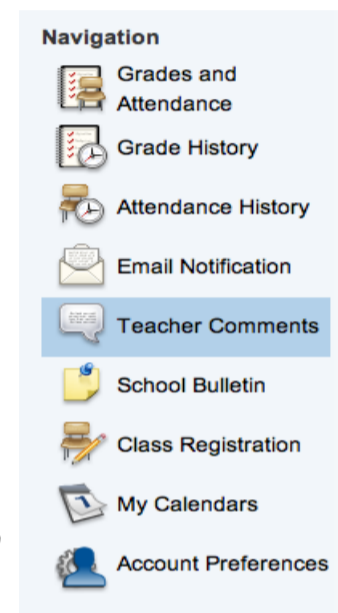 Navigation
Grades and
Attendance
Grade History
Attendance History
Email Notification
Teacher Comments
School Bulletin
Class Registration
My Calendars
Account Preferences